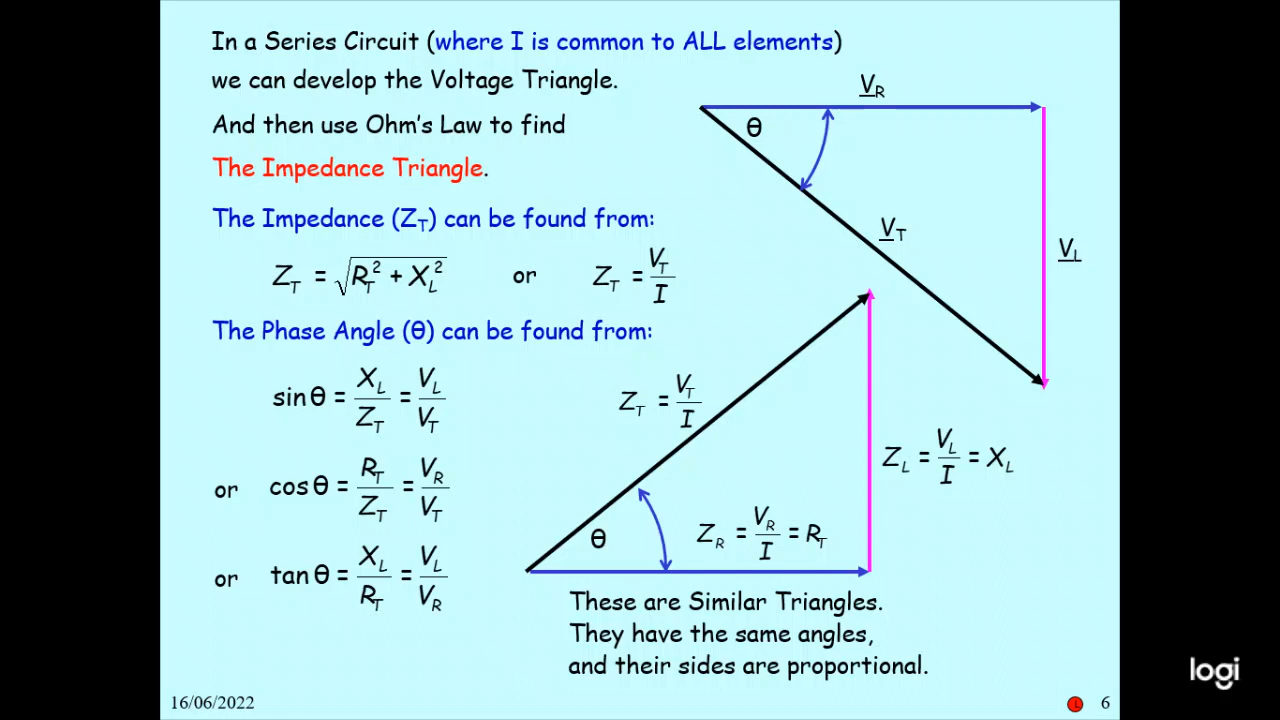 In a Series Circuit (where I is common to ALL elements)
we can develop the Voltage Triangle.
And then use Ohm's Law to find
The Impedance Triangle.
The Impedance (Z_T) can be found from:
Z_T = √(R_T² + X_L²) or Z_T = V_T / I
The Phase Angle (θ) can be found from:
sin θ = X_L / Z_T = V_L / V_T
or cos θ = R_T / Z_T = V_R / V_T
or tan θ = X_L / R_T = V_L / V_R
V_R
θ
V_T
V_L
Z_T = V_T / I
Z_L = V_L / I = X_L
θ
Z_R = V_R / I = R_T
These are Similar Triangles.
They have the same angles,
and their sides are proportional.
16/06/2022
L
6
logi